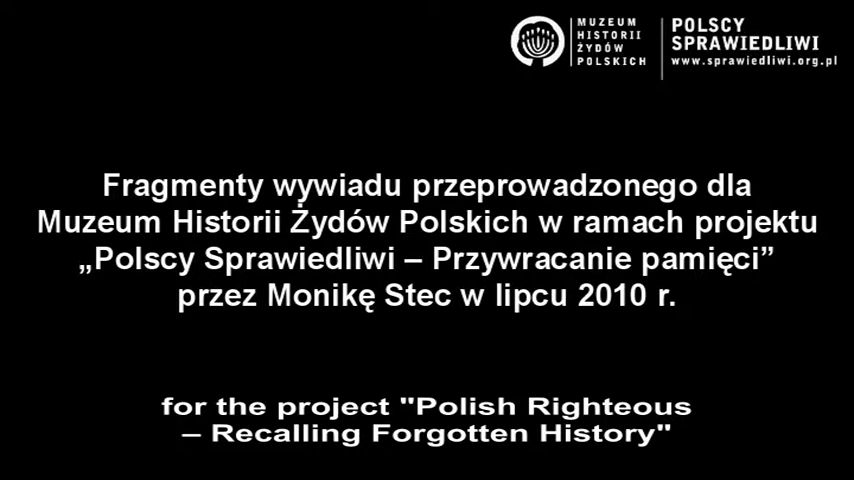 MUZEUM
HISTORII
ŻYDÓW
POLSKICH
POLSCY
SPRAWIEDLIWI
www.sprawiedliwi.org.pl
Fragmenty wywiadu przeprowadzonego dla
Muzeum Historii Żydów Polskich w ramach projektu
„Polscy Sprawiedliwi – Przywracanie pamięci”
przez Monikę Stec w lipcu 2010 r.
for the project "Polish Righteous
– Recalling Forgotten History"